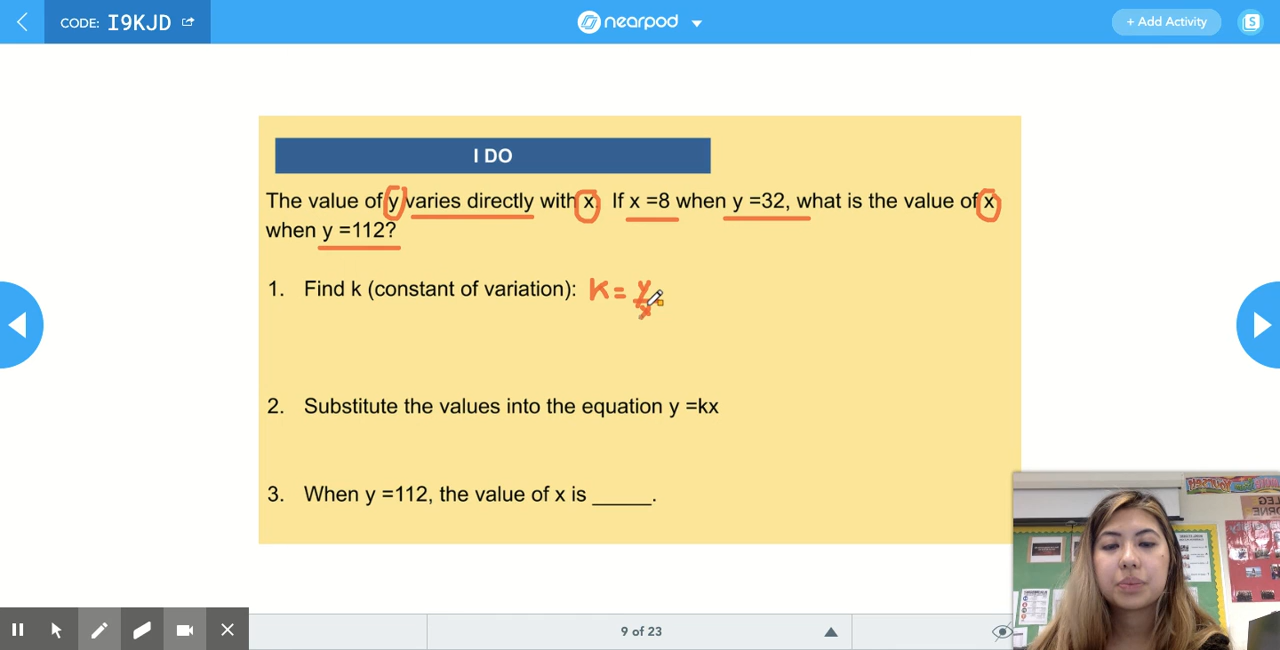 CODE: I9KJD
nearpod
+ Add Activity
S
I DO
The value of y varies directly with x. If x =8 when y =32, what is the value of x
when y =112?
1. Find k (constant of variation): K = y/x
2. Substitute the values into the equation y =kx
3. When y =112, the value of x is _____.
9 of 23